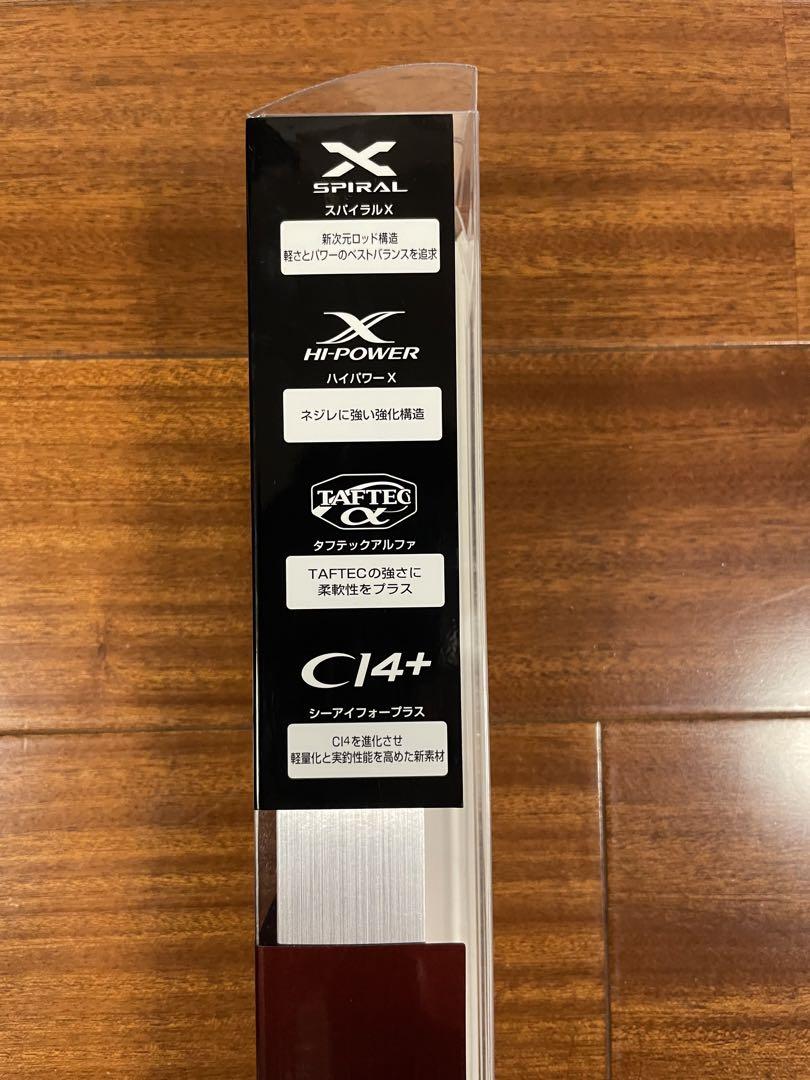 X
SPIRAL
スパイラルX
新次元ロッド構造
軽さとパワーのベストバランスを追求
X
HI-POWER
ハイパワーX
ネジレに強い強化構造
TAFTEC
α
タフテックアルファ
TAFTECの強さに
柔軟性をプラス
CI4+
シーアイフォープラス
CI4を進化させ
軽量化と実釣性能を高めた新素材